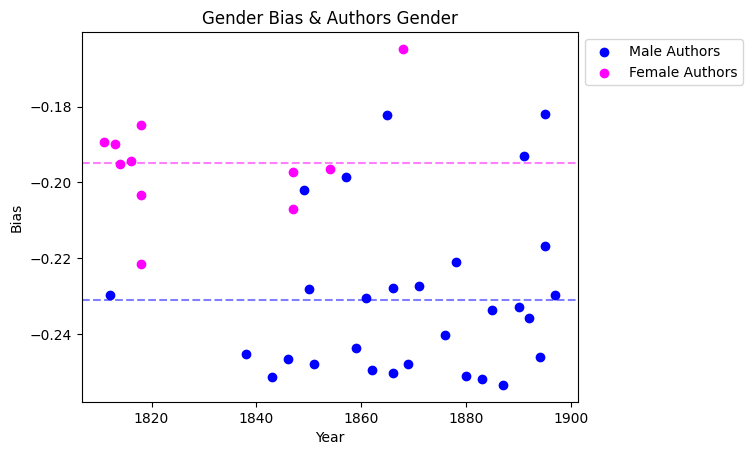 Gender Bias & Authors Gender
Male Authors
Female Authors
−0.18
−0.20
−0.22
−0.24
Bias
1820
1840
1860
1880
1900
Year